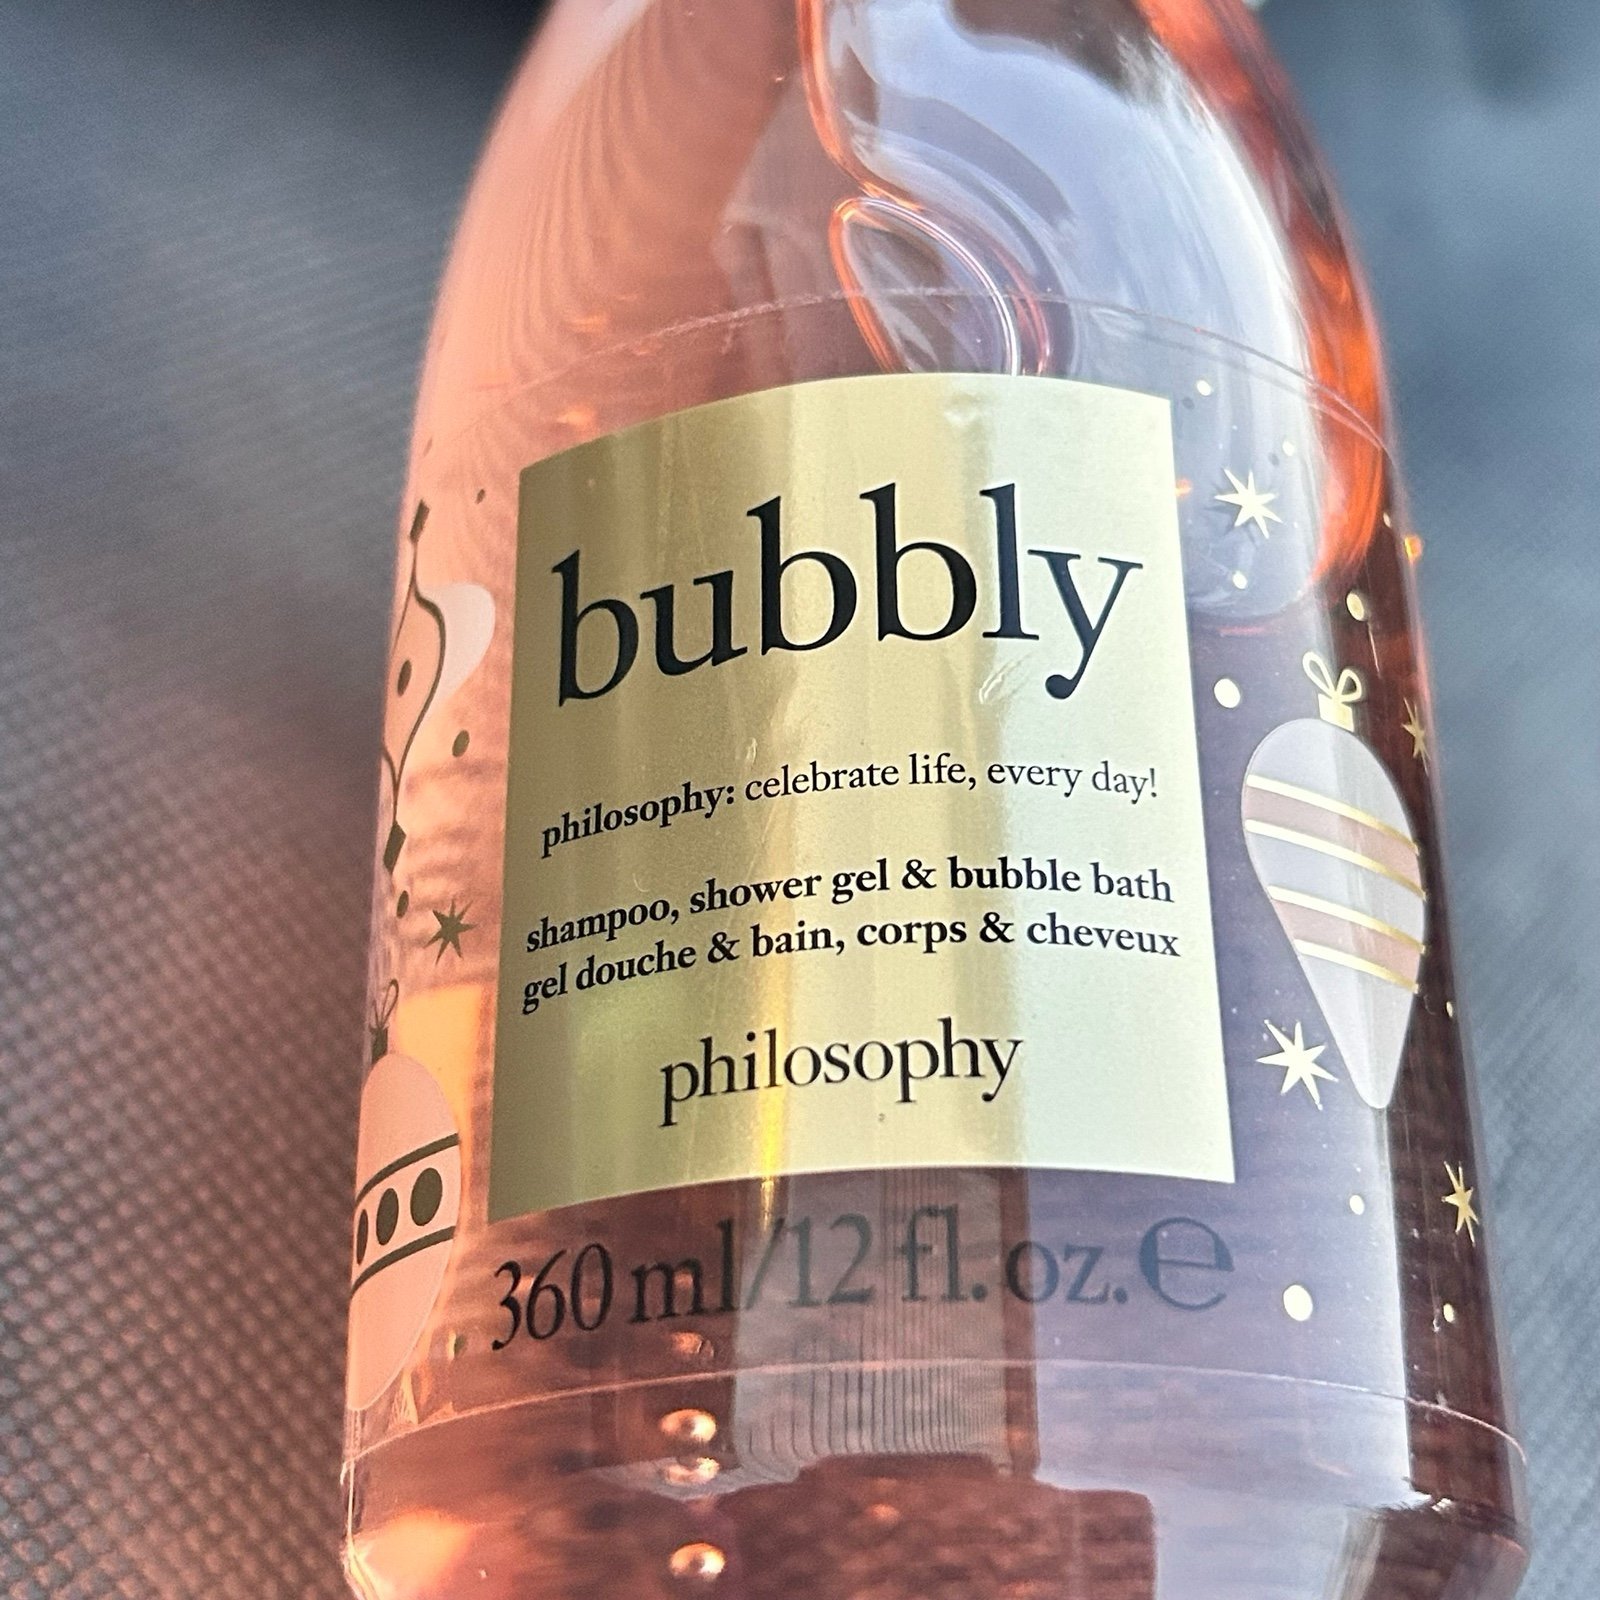 bubbly
philosophy: celebrate life, every day!
shampoo, shower gel & bubble bath
gel douche & bain, corps & cheveux
philosophy
360 ml/12 fl. oz. ℮